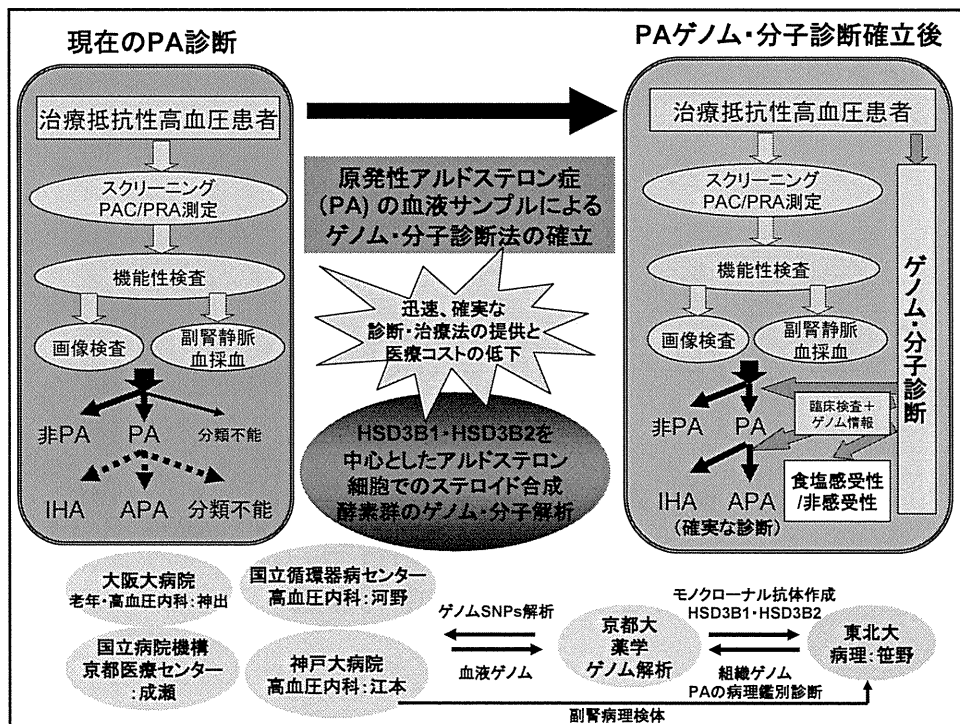 現在のPA診断
治療抵抗性高血圧患者
スクリーニング
PAC/PRA測定
機能性検査
画像検査
副腎静脈
血採血
非PA
PA
分類不能
IHA
APA
分類不能
原発性アルドステロン症
（PA）の血液サンプルによる
ゲノム・分子診断法の確立
迅速、確実な
診断・治療法の提供と
医療コストの低下
HSD3B1・HSD3B2を
中心としたアルドステロン
細胞でのステロイド合成
酵素群のゲノム・分子解析
PAゲノム・分子診断確立後
治療抵抗性高血圧患者
スクリーニング
PAC/PRA測定
機能性検査
画像検査
副腎静脈
血採血
ゲノム・分子診断
臨床検査＋
ゲノム情報
非PA
PA
IHA
APA
(確実な診断)
食塩感受性
/非感受性
大阪大病院
老年・高血圧内科：神出
国立循環器病センター
高血圧内科：河野
国立病院機構
京都医療センター
：成瀬
神戸大病院
高血圧内科：江本
ゲノムSNPs解析
血液ゲノム
京都大
薬学
ゲノム解析
モノクローナル抗体作成
HSD3B1・HSD3B2
組織ゲノム
PAの病理鑑別診断
東北大
病理：笹野
副腎病理検体